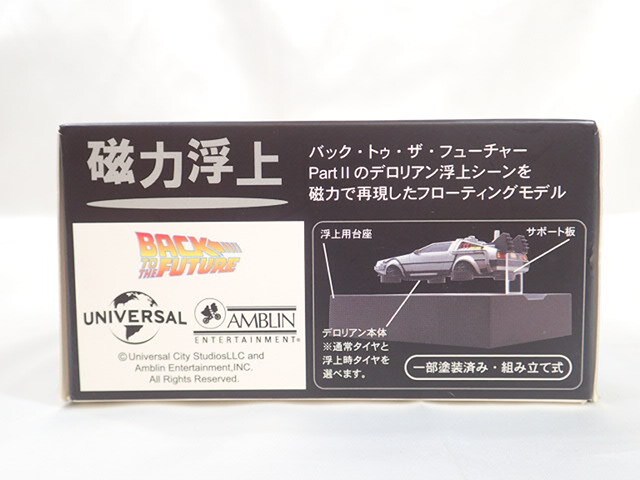 磁力浮上
バック・トゥ・ザ・フューチャー
Part IIのデロリアン浮上シーンを
磁力で再現したフローティングモデル
BACK
TO THE
FUTURE
UNIVERSAL
AMBLIN
ENTERTAINMENT®
©Universal City StudiosLLC and
Amblin Entertainment,INC.
All Rights Reserved.
浮上用台座
サポート板
デロリアン本体
※通常タイヤと
浮上時タイヤを
選べます。
一部塗装済み・組み立て式